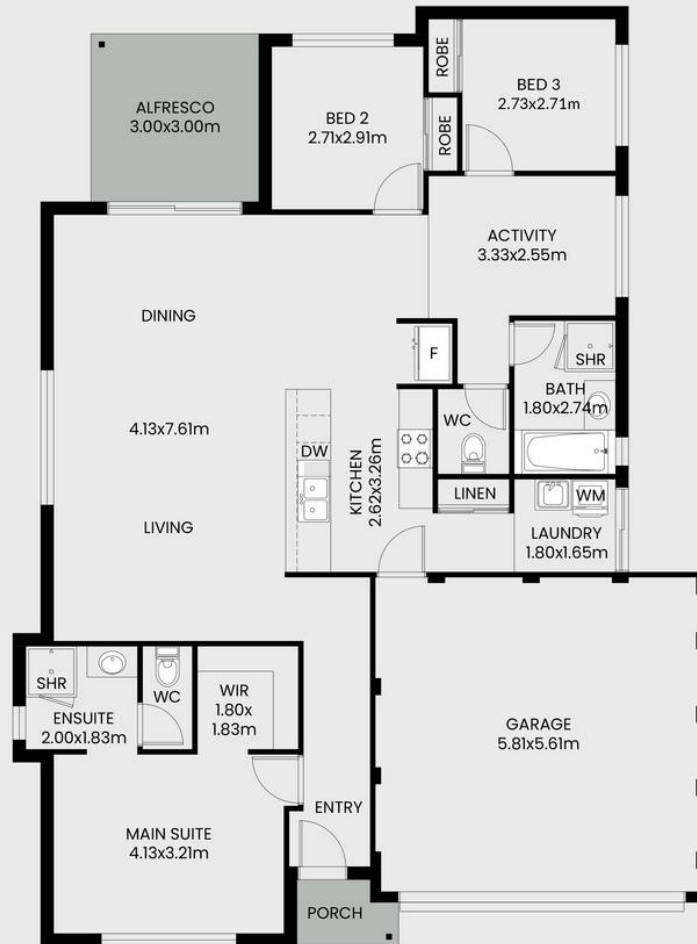 ROBE
BED 3
2.73x2.71m
ALFRESCO
3.00x3.00m
BED 2
2.71x2.91m
ROBE
ACTIVITY
3.33x2.55m
DINING
F
SHR
BATH
1.80x2.74m
4.13x7.61m
WC
DW
KITCHEN
2.62x3.26m
LINEN
WM
LIVING
LAUNDRY
1.80x1.65m
SHR
WC
WIR
1.80x
1.83m
ENSUITE
2.00x1.83m
GARAGE
5.81x5.61m
ENTRY
MAIN SUITE
4.13x3.21m
PORCH